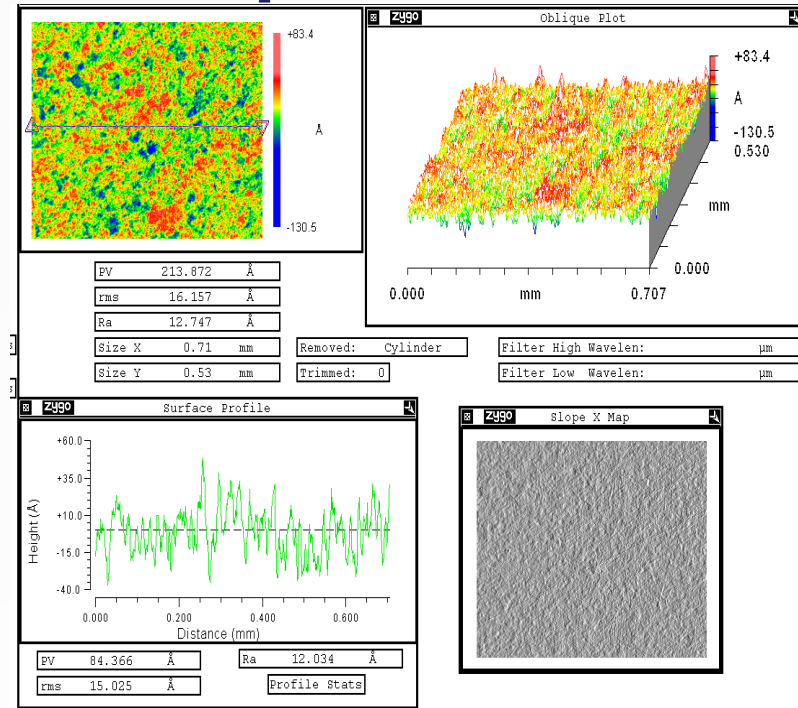 +83.4
Å
-130.5
zygo Oblique Plot
+83.4
Å
-130.5
0.530
mm
0.000
0.000 mm 0.707
PV 213.872 Å
rms 16.157 Å
Ra 12.747 Å
Size X 0.71 mm
Size Y 0.53 mm
Removed: Cylinder
Trimmed: 0
Filter High Wavelen: µm
Filter Low Wavelen: µm
zygo Surface Profile
+60.0
+35.0
+10.0
-15.0
-40.0
Height (Å)
0.000 0.200 0.400 0.600
Distance (mm)
PV 84.366 Å
rms 15.025 Å
Ra 12.034 Å
Profile Stats
zygo Slope X Map